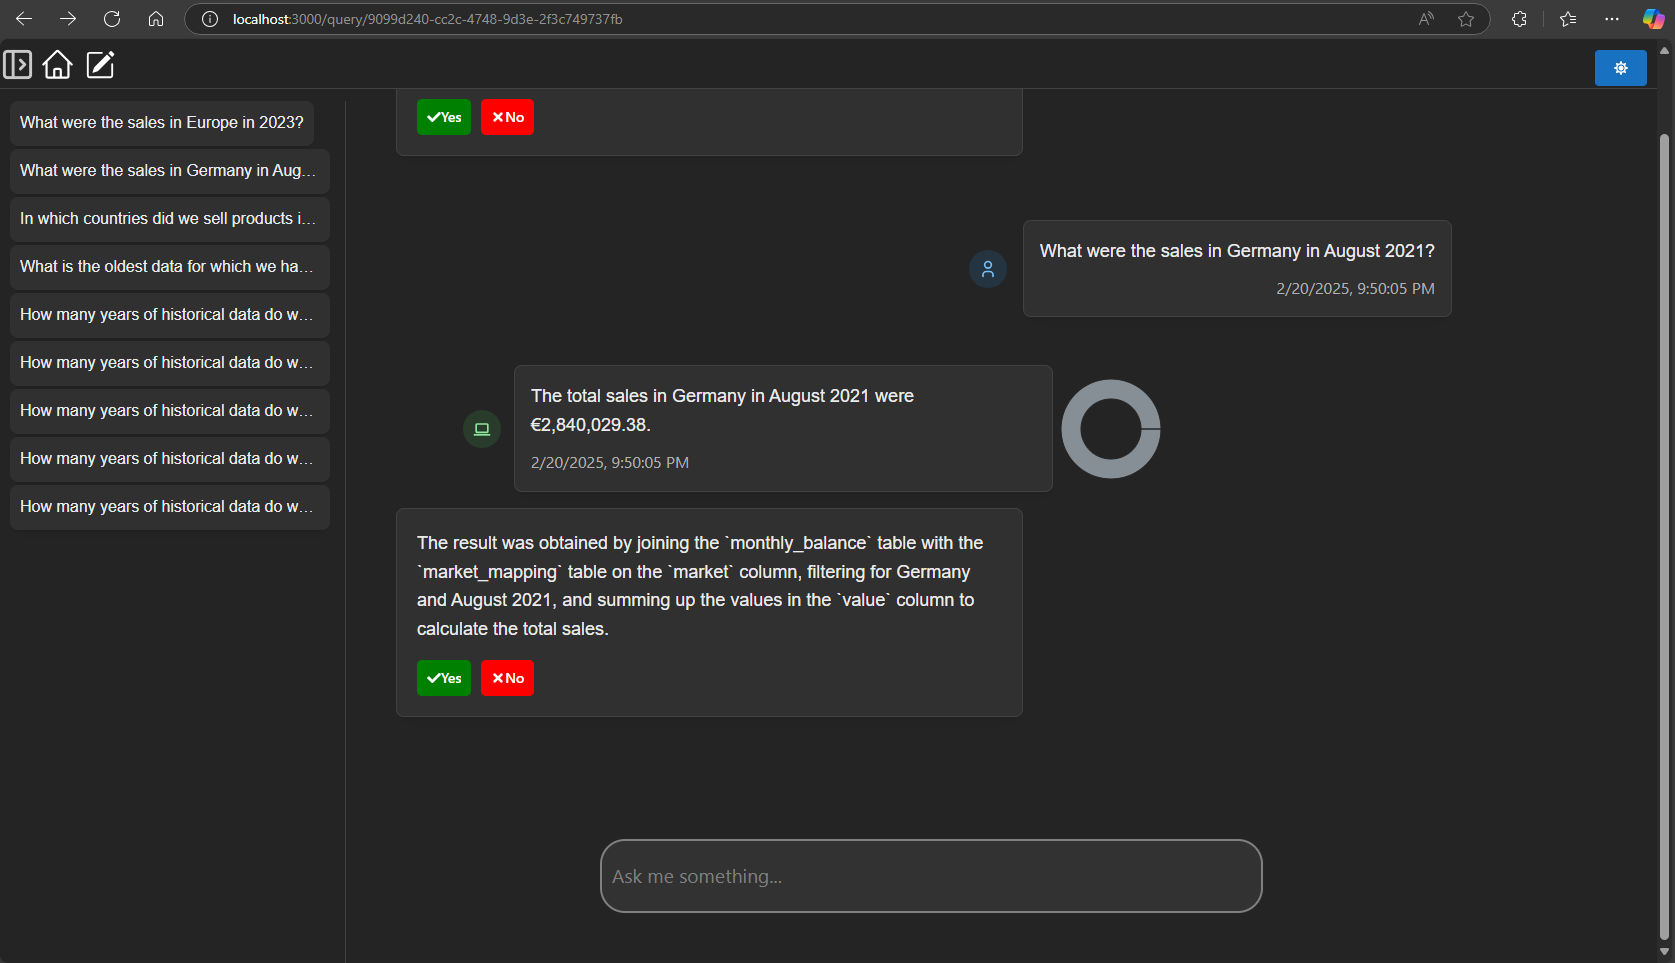 localhost:3000/query/9099d240-cc2c-4748-9d3e-2f3c749737fb
What were the sales in Europe in 2023?
What were the sales in Germany in Aug...
In which countries did we sell products i...
What is the oldest data for which we ha...
How many years of historical data do w...
How many years of historical data do w...
How many years of historical data do w...
How many years of historical data do w...
How many years of historical data do w...
Yes
No
What were the sales in Germany in August 2021?
2/20/2025, 9:50:05 PM
The total sales in Germany in August 2021 were
€2,840,029.38.
2/20/2025, 9:50:05 PM
The result was obtained by joining the `monthly_balance` table with the
`market_mapping` table on the `market` column, filtering for Germany
and August 2021, and summing up the values in the `value` column to
calculate the total sales.
Yes
No
Ask me something...